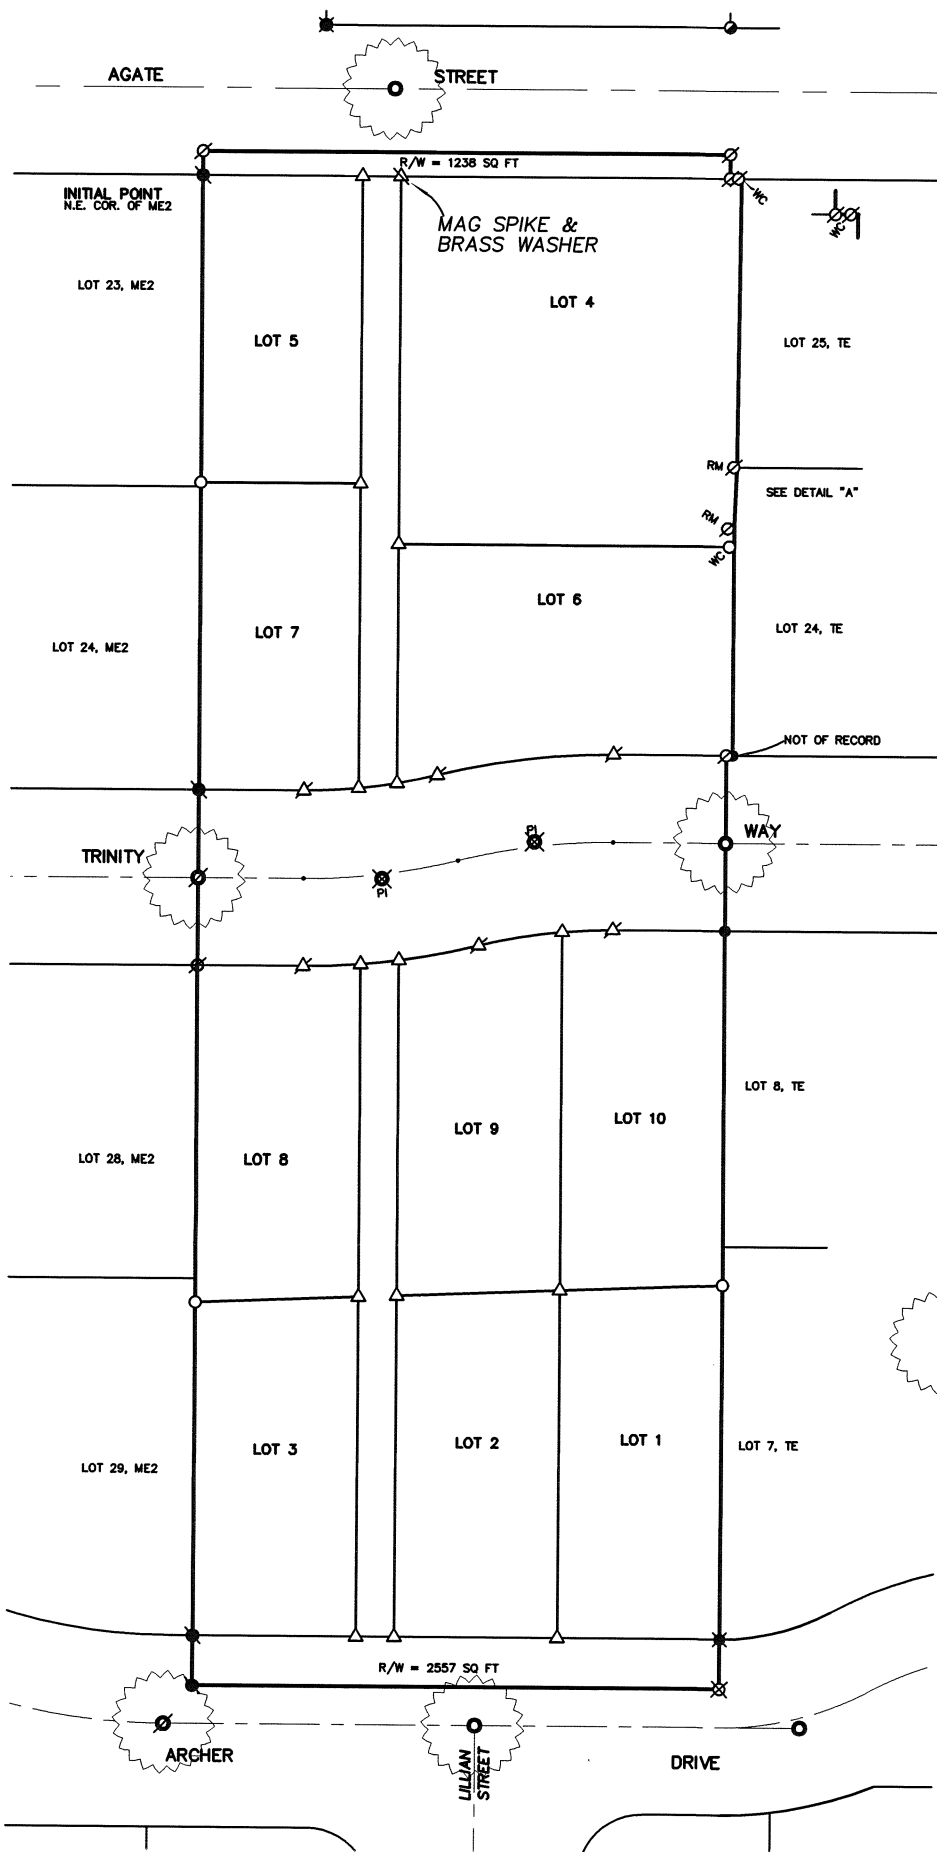 AGATE STREET
R/W = 1238 SQ FT
INITIAL POINT
N.E. COR. OF ME2
WC
MAG SPIKE &
BRASS WASHER
WC
LOT 23, ME2
LOT 4
LOT 5
LOT 25, TE
RM
SEE DETAIL "A"
RM
WC
LOT 6
LOT 7
LOT 24, TE
LOT 24, ME2
NOT OF RECORD
PI
WAY
TRINITY
PI
LOT 8, TE
LOT 10
LOT 9
LOT 28, ME2
LOT 8
LOT 1
LOT 2
LOT 7, TE
LOT 3
LOT 29, ME2
R/W = 2557 SQ FT
ARCHER
DRIVE
LILLIAN
STREET